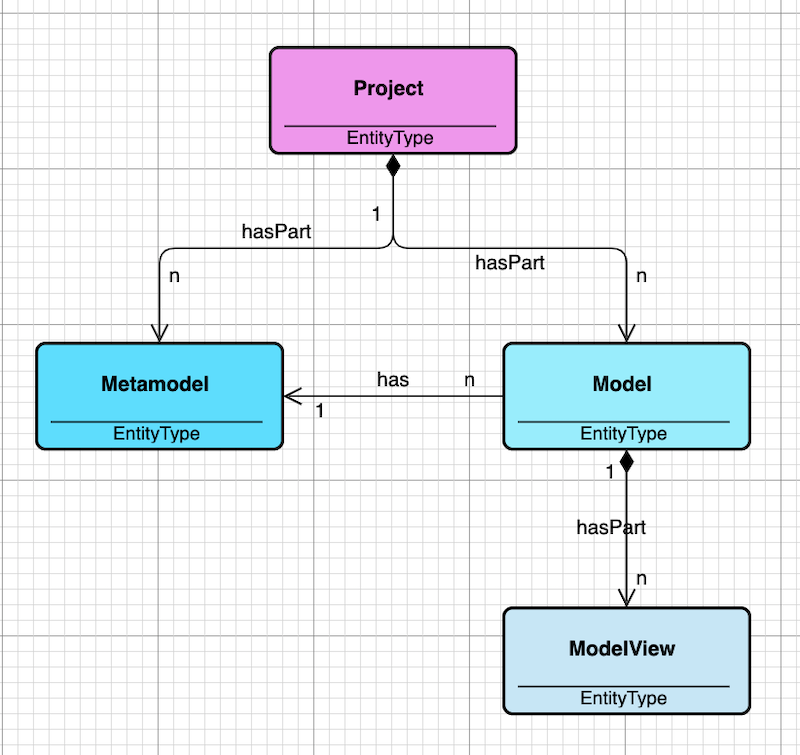 Project
EntityType
1
hasPart
hasPart
n
n
Metamodel
EntityType
has
n
1
Model
EntityType
1
hasPart
n
ModelView
EntityType